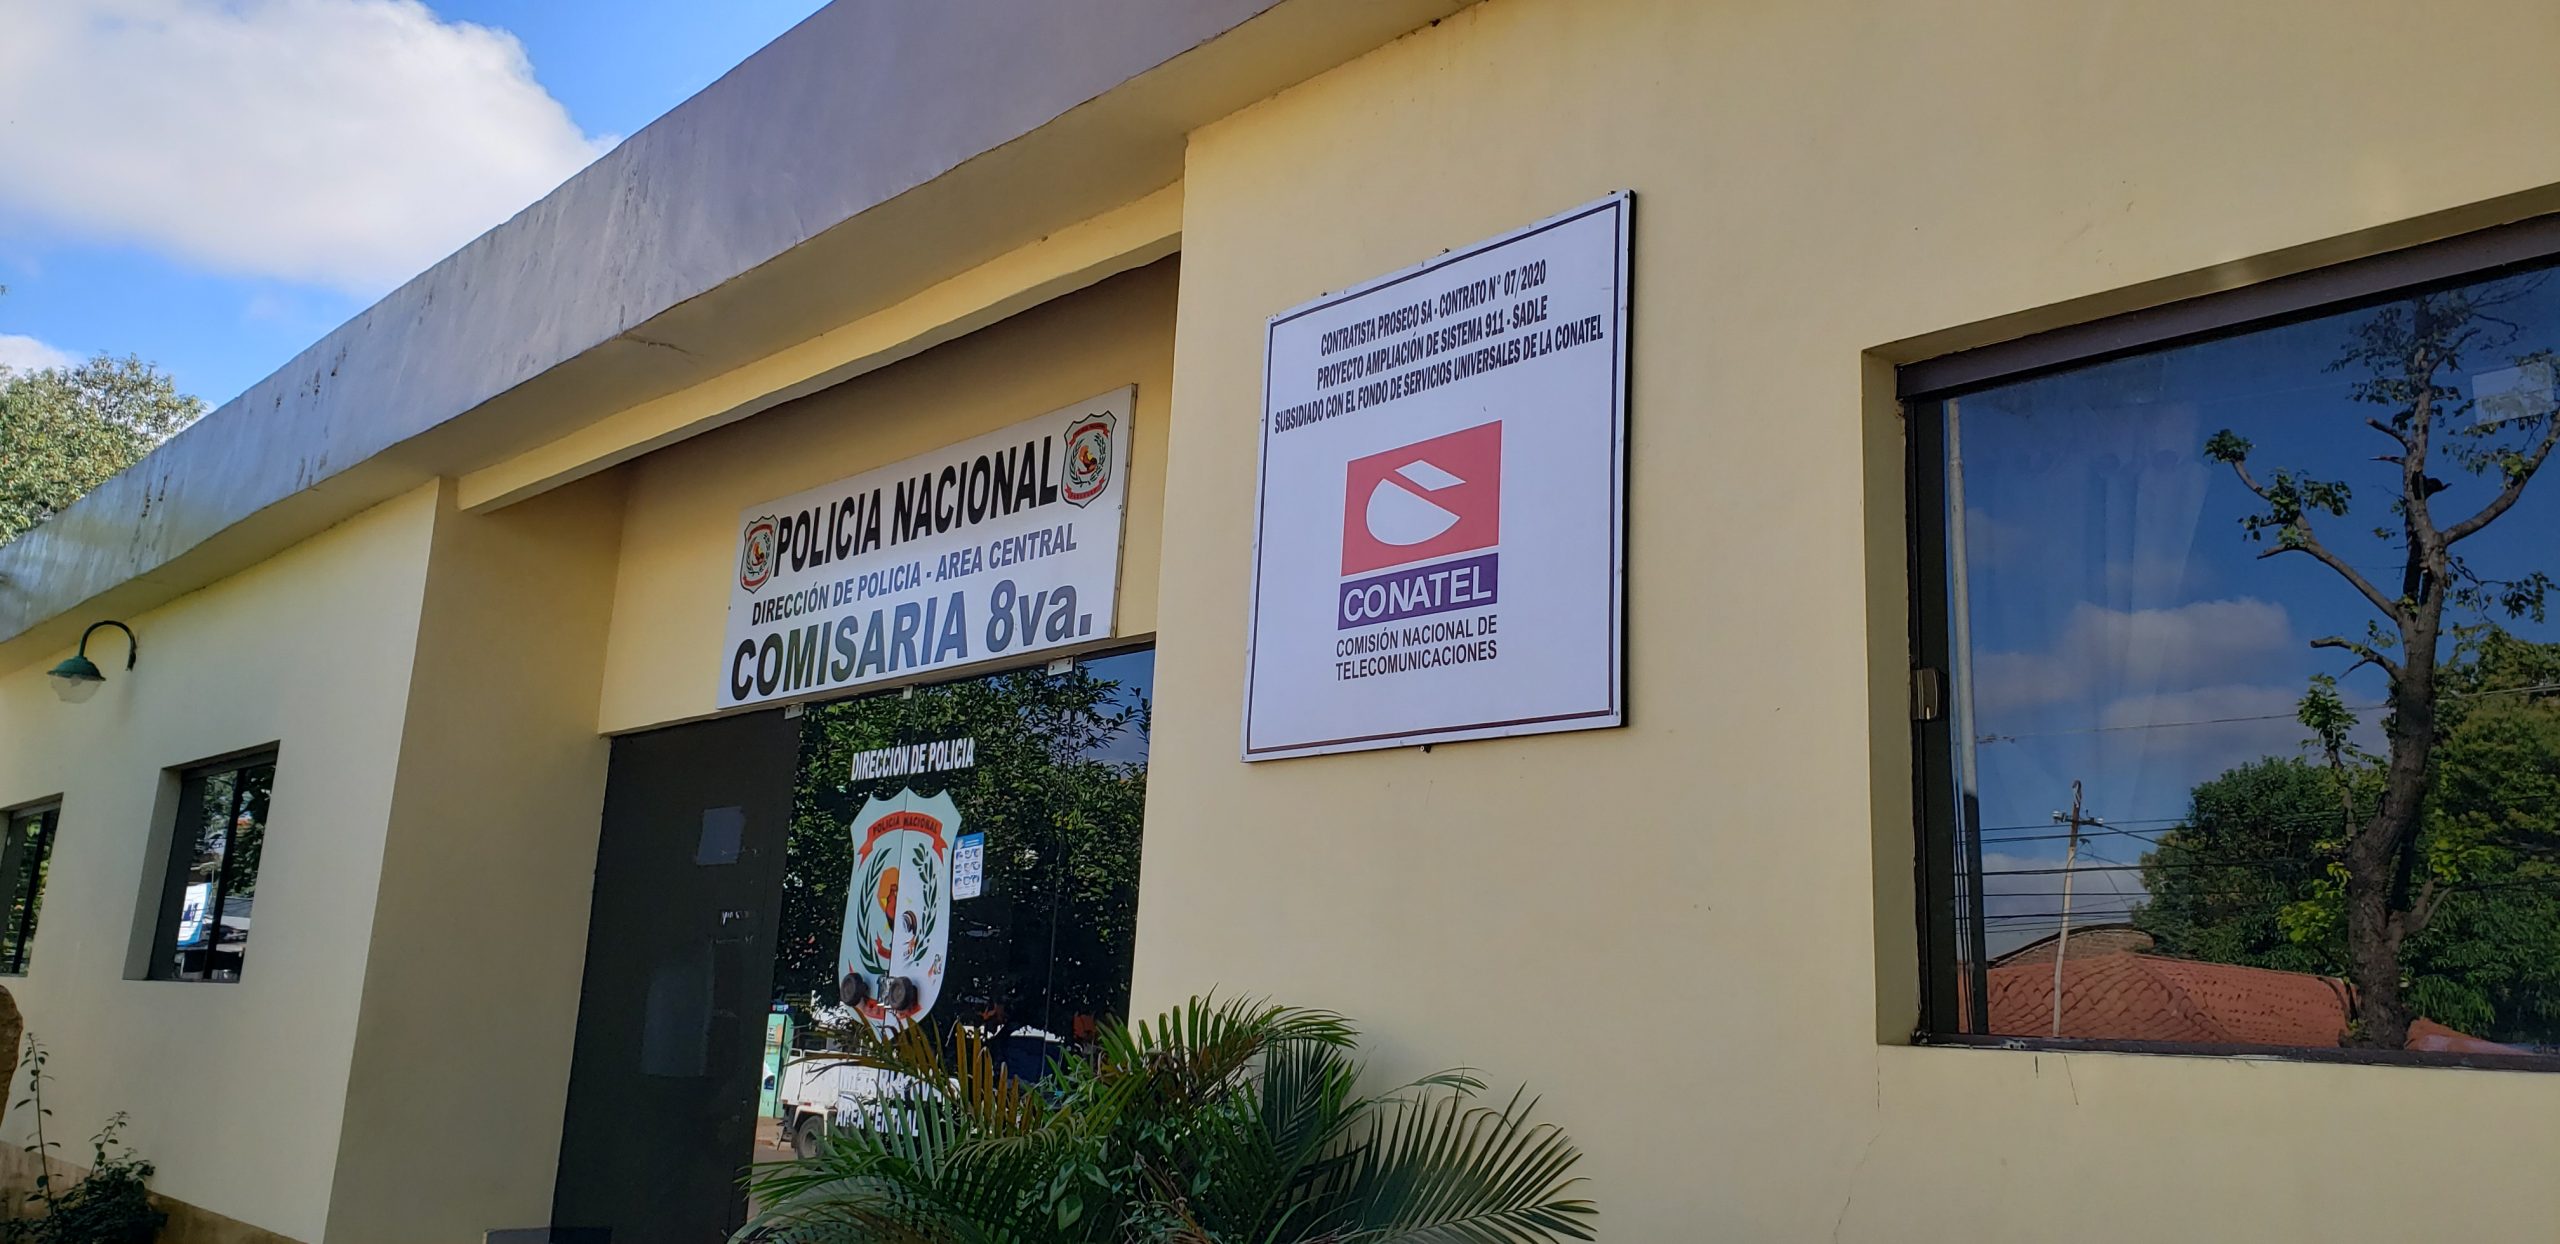 POLICIA NACIONAL
DIRECCIÓN DE POLICIA - AREA CENTRAL
COMISARIA 8va.
CONTRATISTA PROSECO SA - CONTRATO N° 07/2020
PROYECTO AMPLIACIÓN DE SISTEMA 911 - SADLE
SUBSIDIADO CON EL FONDO DE SERVICIOS UNIVERSALES DE LA CONATEL
CONATEL
COMISIÓN NACIONAL DE
TELECOMUNICACIONES
DIRECCIÓN DE POLICIA
POLICIA NACIONAL
AREA CENTRAL